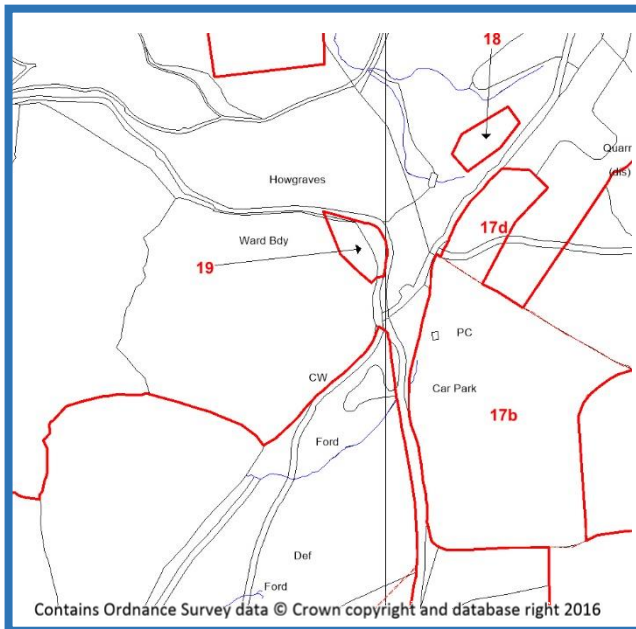 18
Quarr
(dis)
Howgraves
17d
Ward Bdy
19
PC
CW
Car Park
17b
Ford
Def
Ford
Contains Ordnance Survey data © Crown copyright and database right 2016